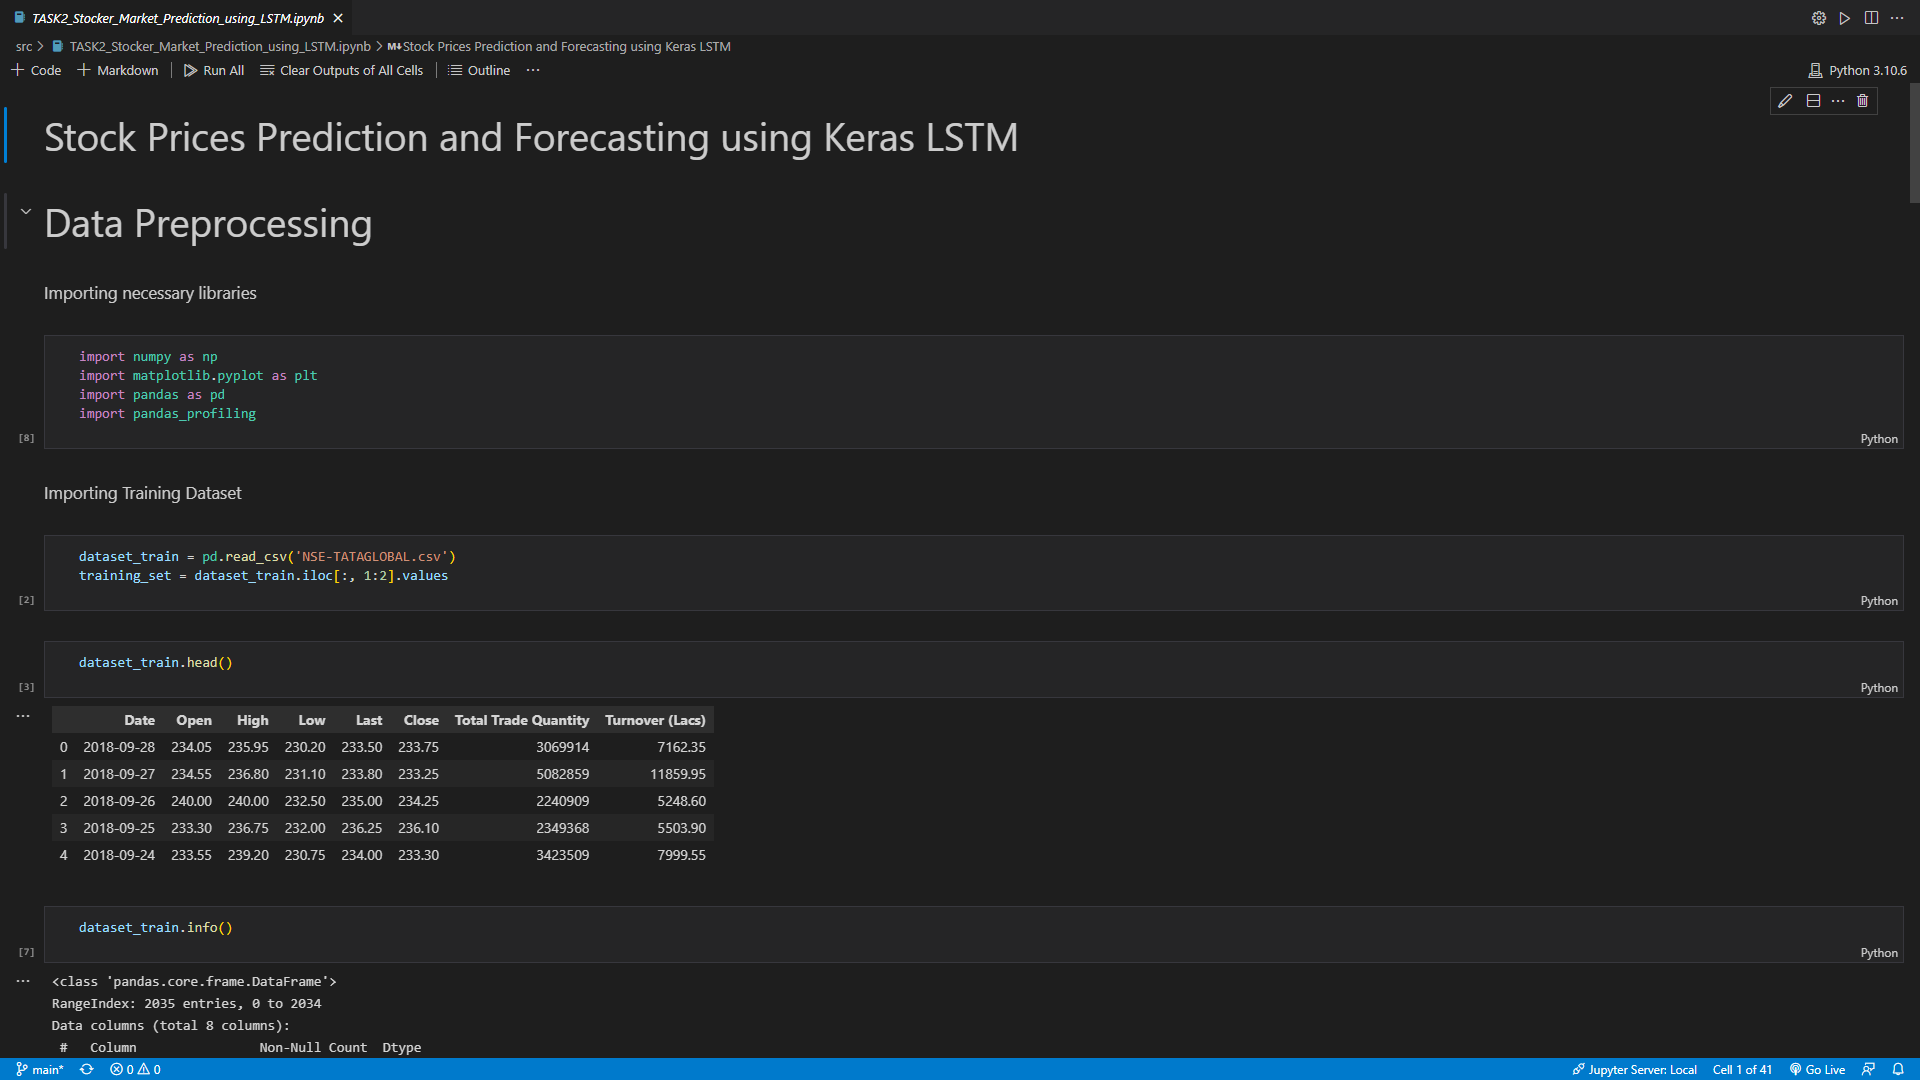 TASK2_Stocker_Market_Prediction_using_LSTM.ipynb
src > TASK2_Stocker_Market_Prediction_using_LSTM.ipynb > M↓Stock Prices Prediction and Forecasting using Keras LSTM
+ Code + Markdown | Run All Clear Outputs of All Cells | Outline ... Python 3.10.6
Stock Prices Prediction and Forecasting using Keras LSTM
Data Preprocessing
Importing necessary libraries
import numpy as np
import matplotlib.pyplot as plt
import pandas as pd
import pandas_profiling
[8] Python
Importing Training Dataset
dataset_train = pd.read_csv('NSE-TATAGLOBAL.csv')
training_set = dataset_train.iloc[:, 1:2].values
[2] Python
dataset_train.head()
[3] Python
Date Open High Low Last Close Total Trade Quantity Turnover (Lacs)
0 2018-09-28 234.05 235.95 230.20 233.50 233.75 3069914 7162.35
1 2018-09-27 234.55 236.80 231.10 233.80 233.25 5082859 11859.95
2 2018-09-26 240.00 240.00 232.50 235.00 234.25 2240909 5248.60
3 2018-09-25 233.30 236.75 232.00 236.25 236.10 2349368 5503.90
4 2018-09-24 233.55 239.20 230.75 234.00 233.30 3423509 7999.55
dataset_train.info()
[7] Python
<class 'pandas.core.frame.DataFrame'>
RangeIndex: 2035 entries, 0 to 2034
Data columns (total 8 columns):
# Column Non-Null Count Dtype
main* 0 0 Jupyter Server: Local Cell 1 of 41 Go Live